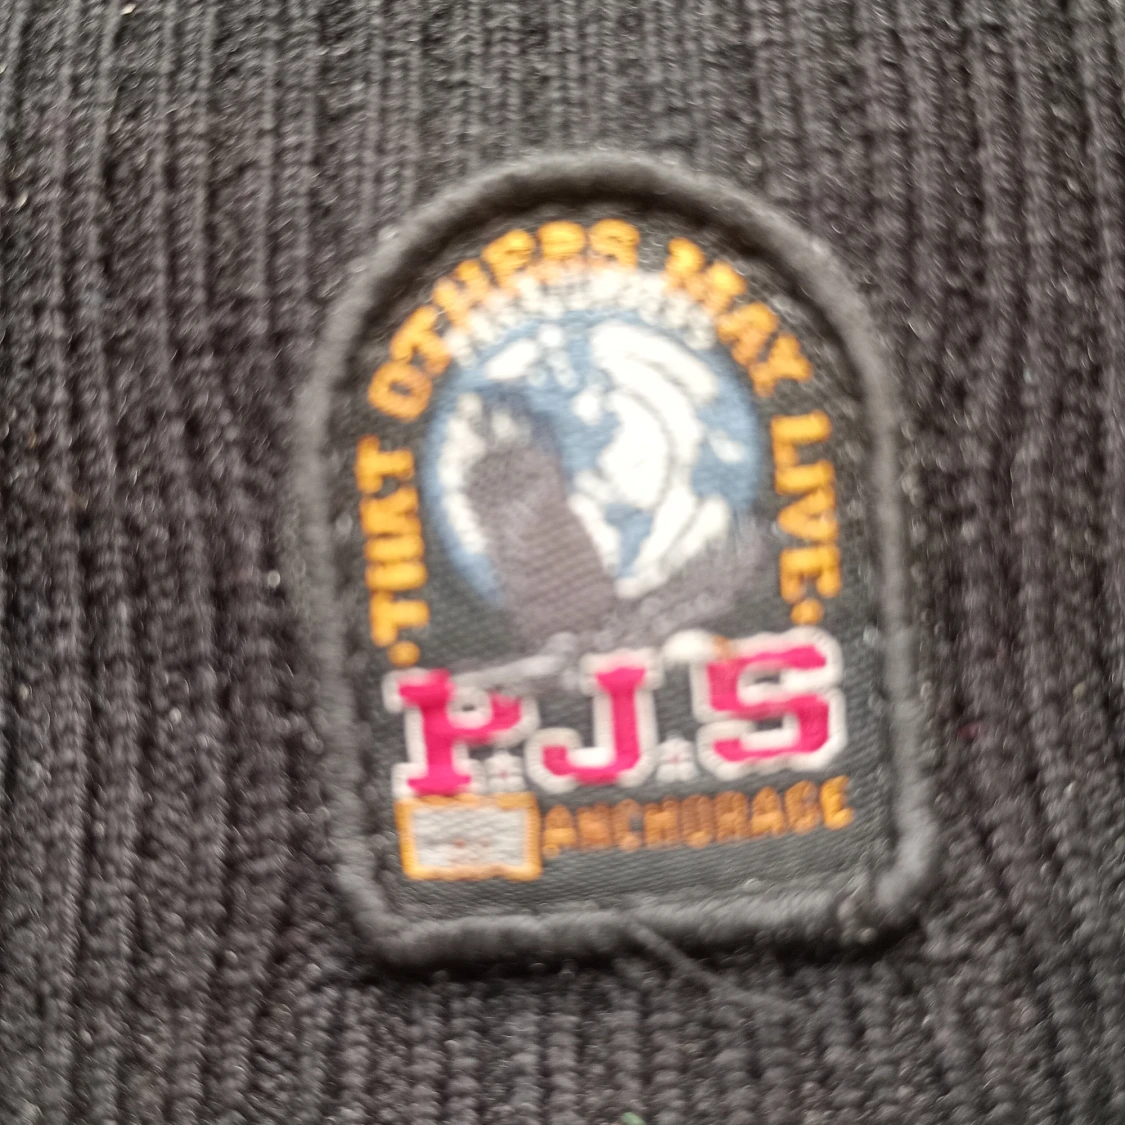 · THAT OTHERS MAY LIVE ·
P.J.S
ANCHORAGE